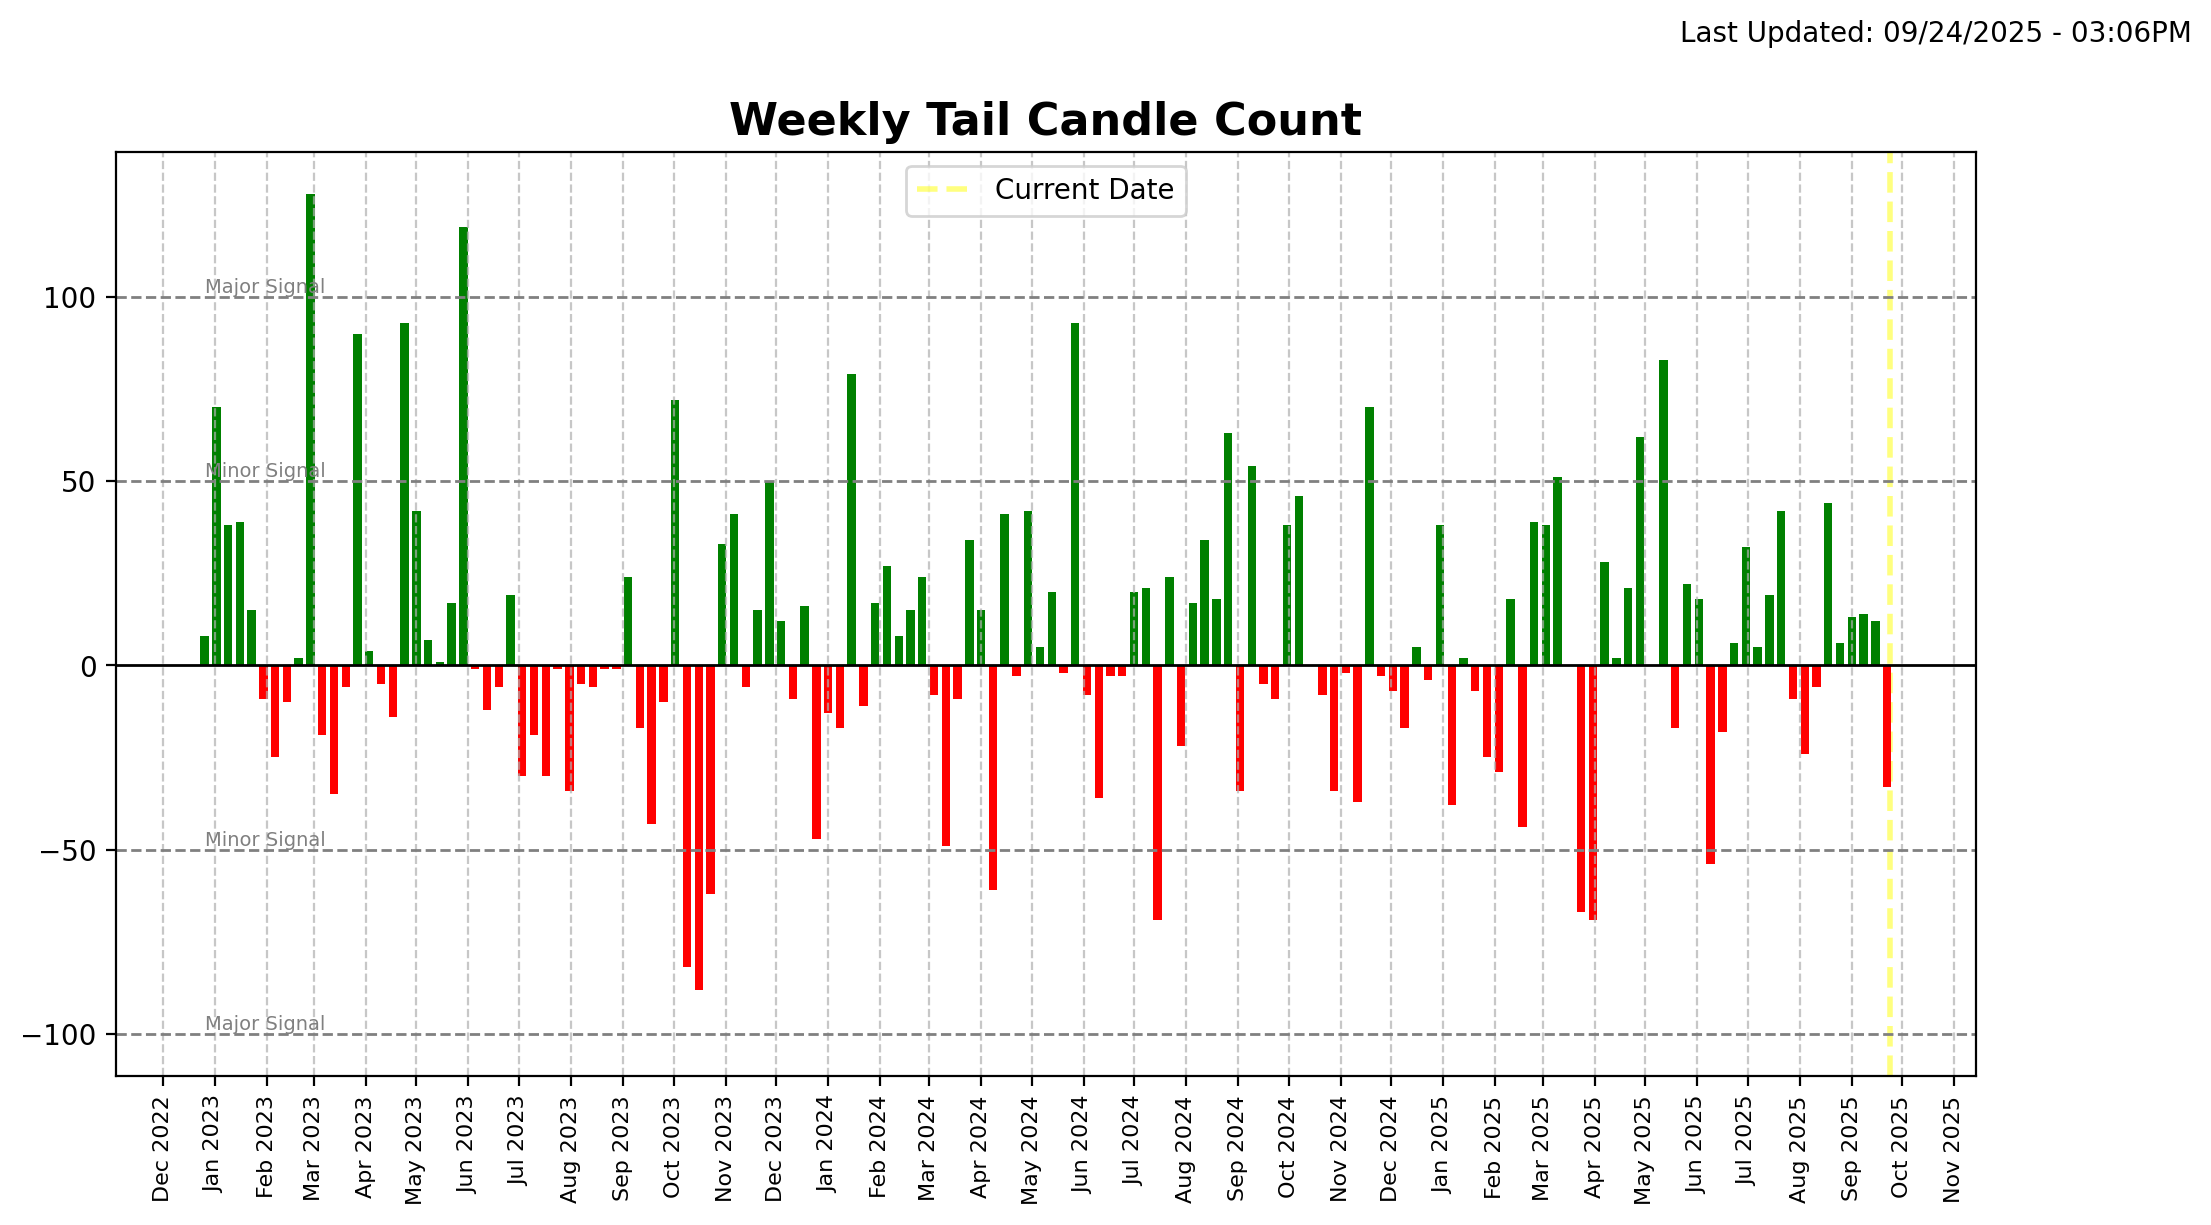 Last Updated: 09/24/2025 - 03:06PM
Weekly Tail Candle Count
Current Date
Major Signal
100
Minor Signal
50
0
Minor Signal
−50
Major Signal
−100
Dec 2022
Jan 2023
Feb 2023
Mar 2023
Apr 2023
May 2023
Jun 2023
Jul 2023
Aug 2023
Sep 2023
Oct 2023
Nov 2023
Dec 2023
Jan 2024
Feb 2024
Mar 2024
Apr 2024
May 2024
Jun 2024
Jul 2024
Aug 2024
Sep 2024
Oct 2024
Nov 2024
Dec 2024
Jan 2025
Feb 2025
Mar 2025
Apr 2025
May 2025
Jun 2025
Jul 2025
Aug 2025
Sep 2025
Oct 2025
Nov 2025